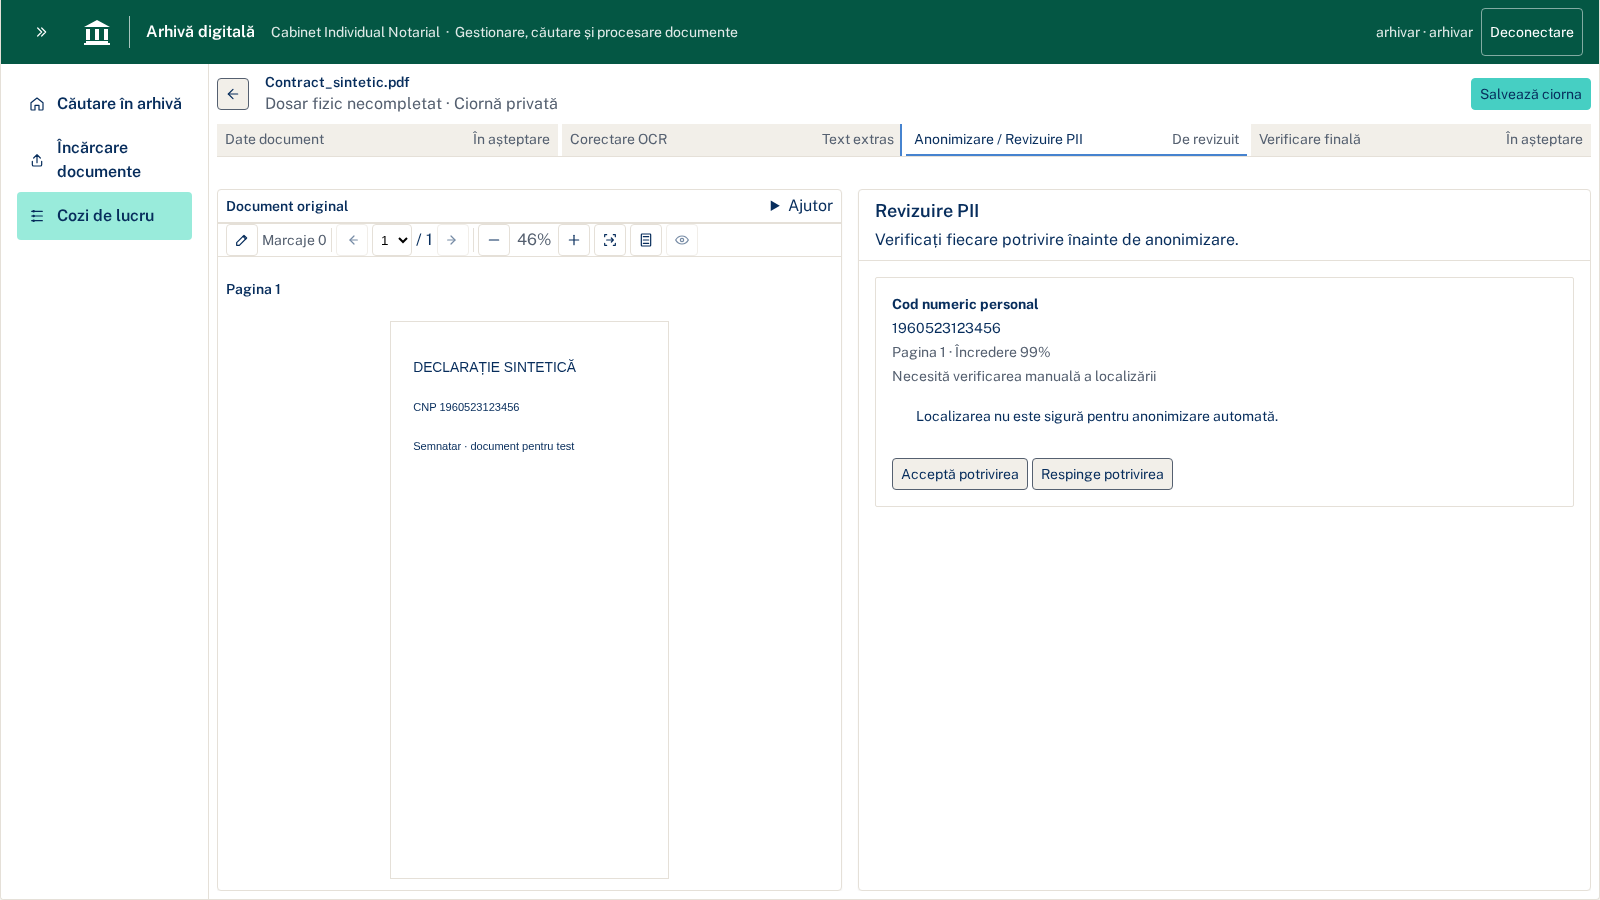 Arhivă digitală
Cabinet Individual Notarial · Gestionare, căutare și procesare documente
arhivar · arhivar
Deconectare
Căutare în arhivă
Încărcare
documente
Cozi de lucru
Contract_sintetic.pdf
Dosar fizic necompletat · Ciornă privată
Salvează ciorna
Date document În așteptare
Corectare OCR Text extras
Anonimizare / Revizuire PII De revizuit
Verificare finală În așteptare
Document original
Ajutor
Marcaje 0
1 / 1
46%
Pagina 1
DECLARAȚIE SINTETICĂ
CNP 1960523123456
Semnatar · document pentru test
Revizuire PII
Verificați fiecare potrivire înainte de anonimizare.
Cod numeric personal
1960523123456
Pagina 1 · Încredere 99%
Necesită verificarea manuală a localizării
Localizarea nu este sigură pentru anonimizare automată.
Acceptă potrivirea
Respinge potrivirea